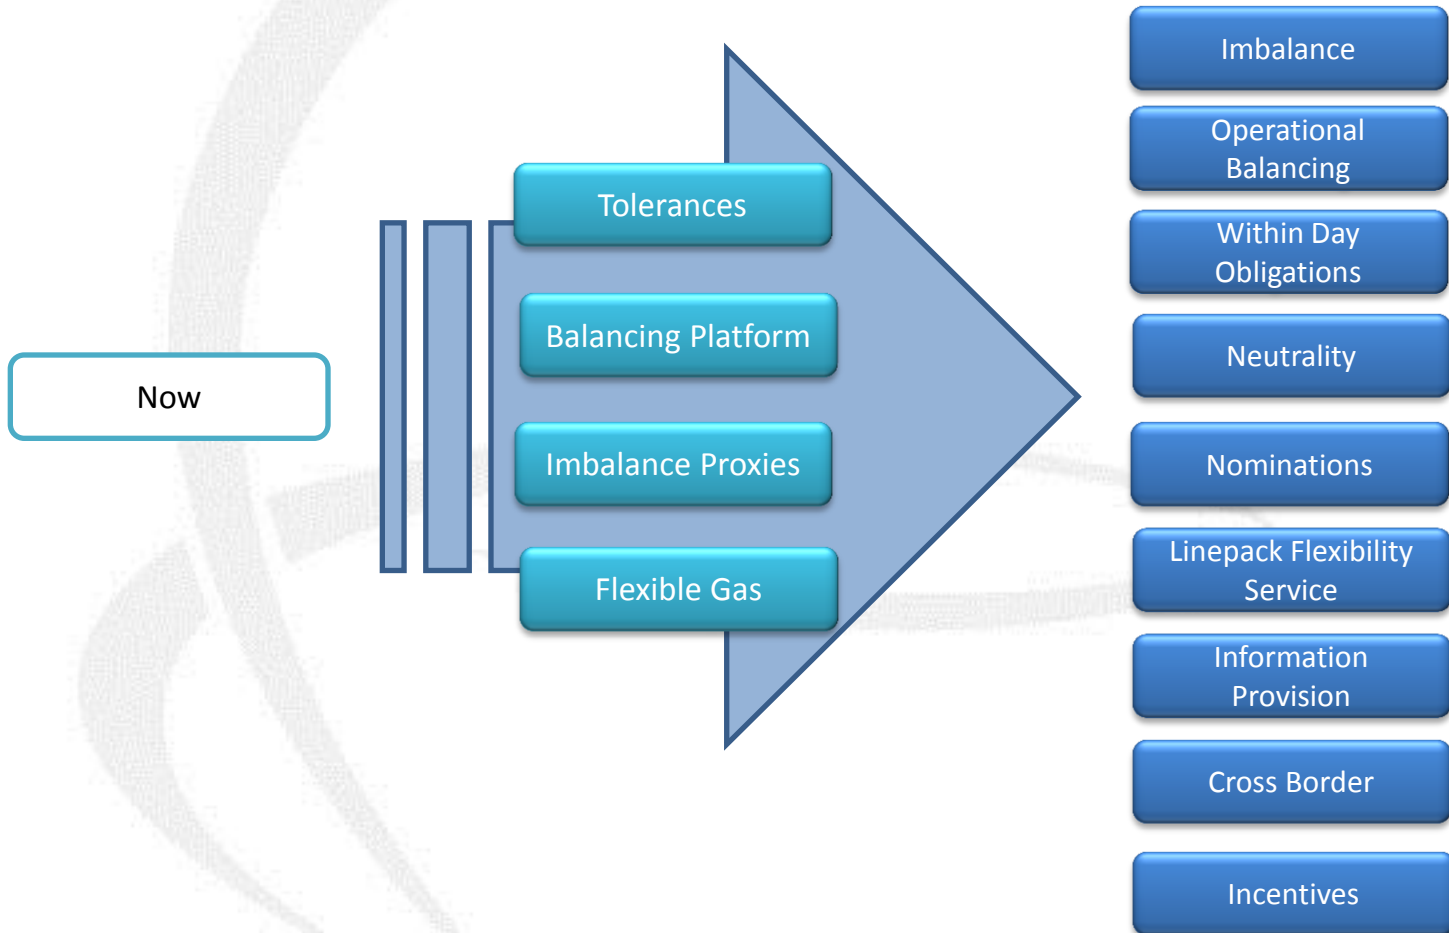 Now
Tolerances
Balancing Platform
Imbalance Proxies
Flexible Gas
Imbalance
Operational
Balancing
Within Day
Obligations
Neutrality
Nominations
Linepack Flexibility
Service
Information
Provision
Cross Border
Incentives